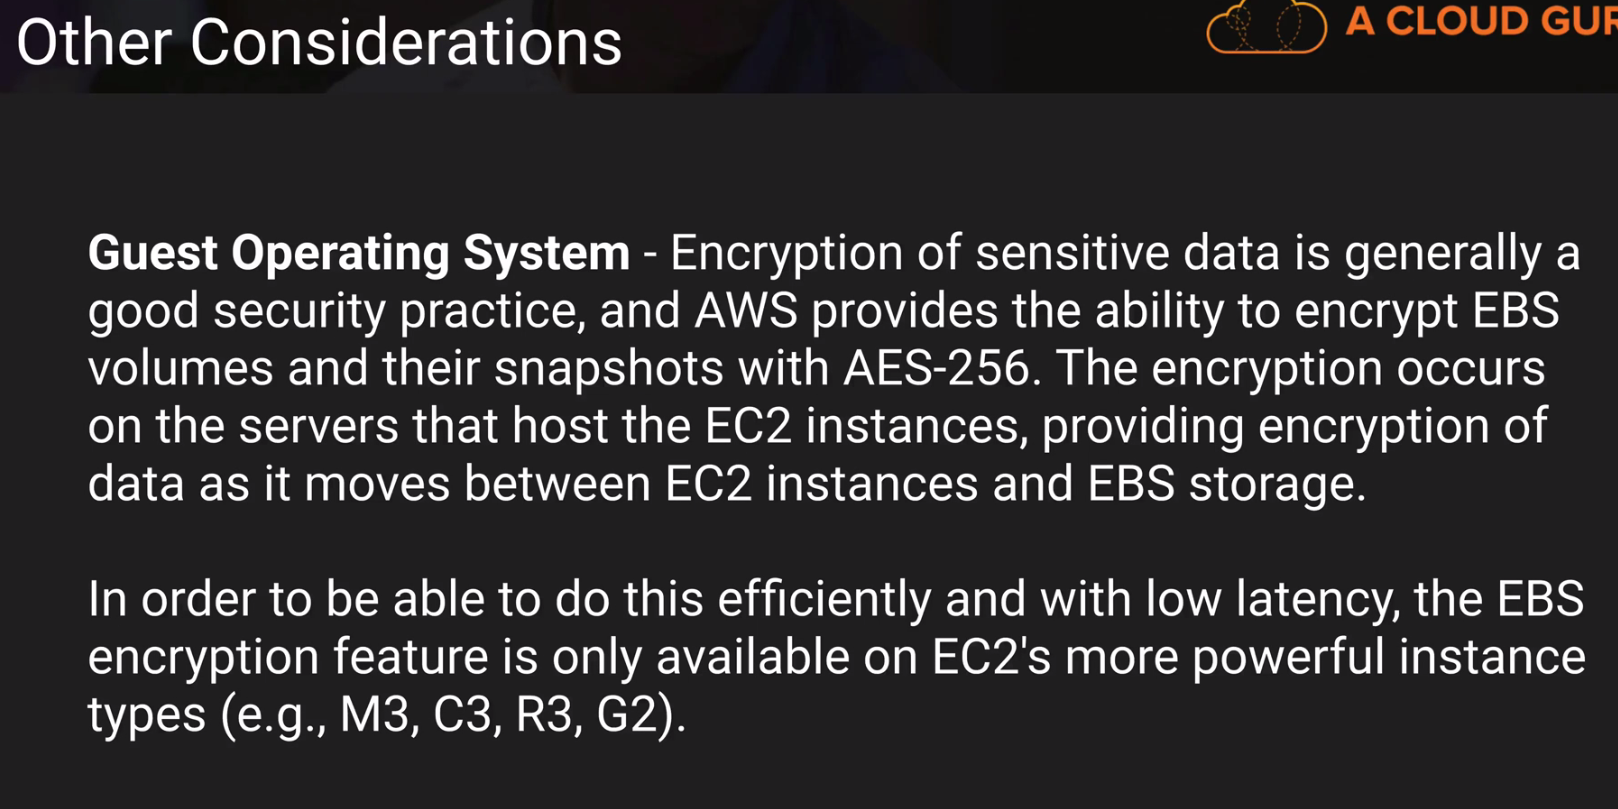 Other Considerations
A CLOUD GUR
Guest Operating System - Encryption of sensitive data is generally a
good security practice, and AWS provides the ability to encrypt EBS
volumes and their snapshots with AES-256. The encryption occurs
on the servers that host the EC2 instances, providing encryption of
data as it moves between EC2 instances and EBS storage.
In order to be able to do this efficiently and with low latency, the EBS
encryption feature is only available on EC2's more powerful instance
types (e.g., M3, C3, R3, G2).